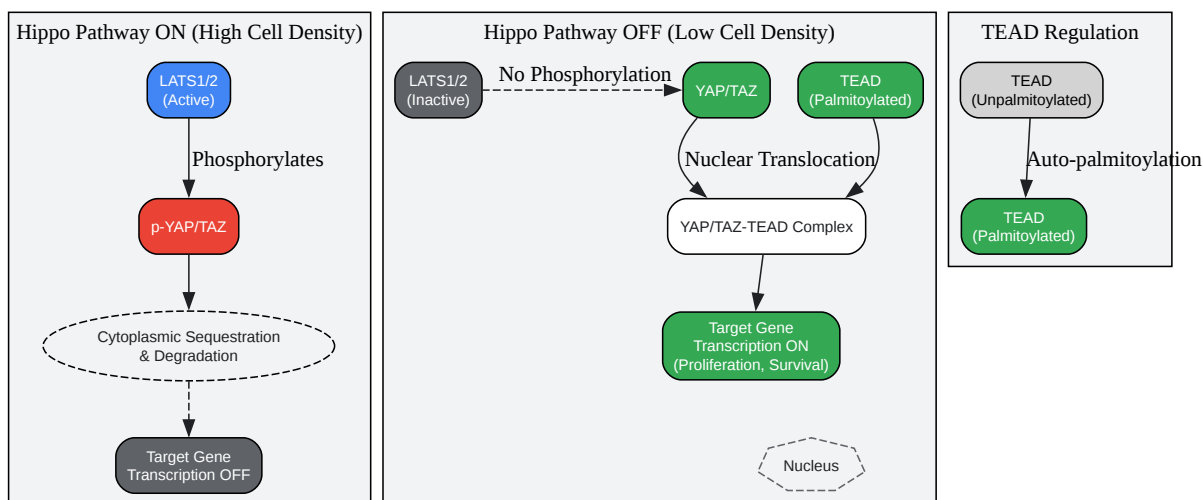 Hippo Pathway ON (High Cell Density)
LATS1/2
(Active)
Phosphorylates
p-YAP/TAZ
Cytoplasmic Sequestration
& Degradation
Target Gene
Transcription OFF
Hippo Pathway OFF (Low Cell Density)
LATS1/2
(Inactive)
No Phosphorylation
YAP/TAZ
TEAD
(Palmitoylated)
Nuclear Translocation
YAP/TAZ-TEAD Complex
Target Gene
Transcription ON
(Proliferation, Survival)
Nucleus
TEAD Regulation
TEAD
(Unpalmitoylated)
Auto-palmitoylation
TEAD
(Palmitoylated)